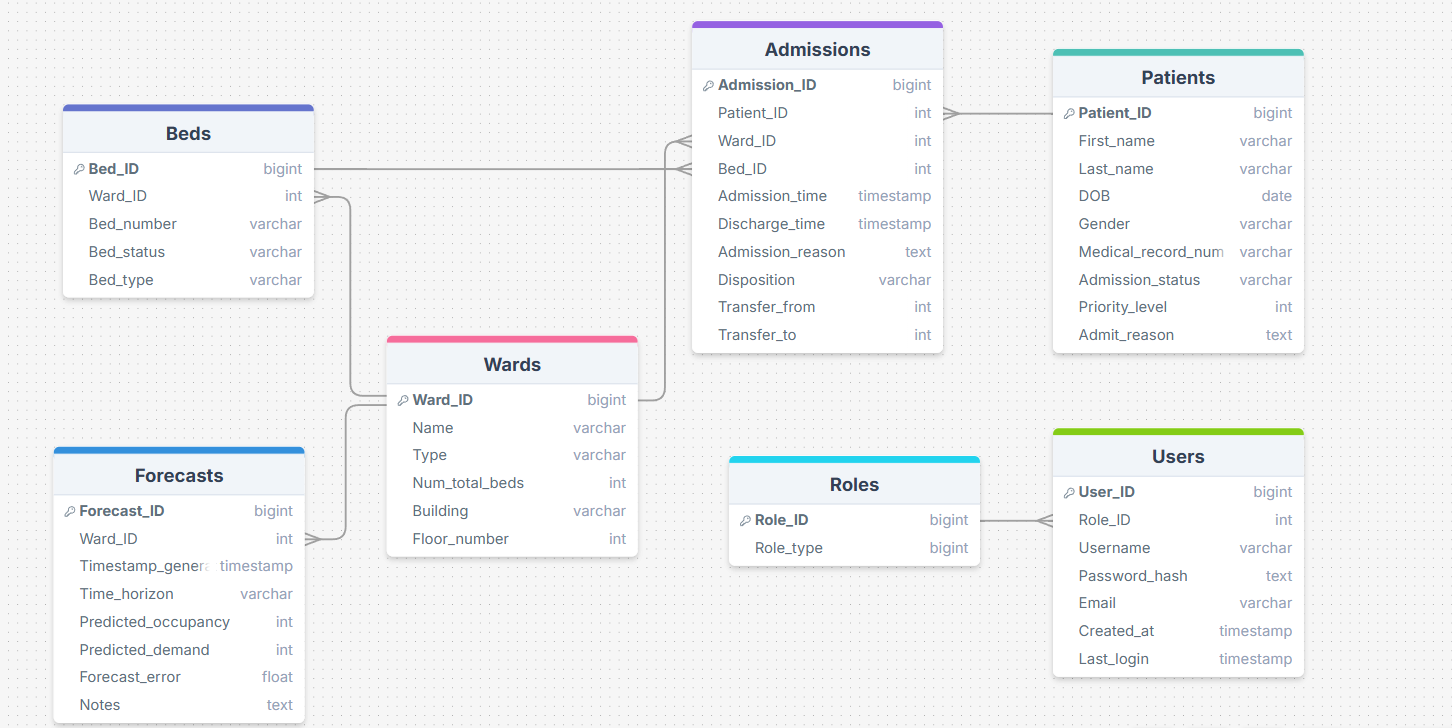 Beds
Bed_ID bigint
Ward_ID int
Bed_number varchar
Bed_status varchar
Bed_type varchar
Forecasts
Forecast_ID bigint
Ward_ID int
Timestamp_gener timestamp
Time_horizon varchar
Predicted_occupancy int
Predicted_demand int
Forecast_error float
Notes text
Wards
Ward_ID bigint
Name varchar
Type varchar
Num_total_beds int
Building varchar
Floor_number int
Admissions
Admission_ID bigint
Patient_ID int
Ward_ID int
Bed_ID int
Admission_time timestamp
Discharge_time timestamp
Admission_reason text
Disposition varchar
Transfer_from int
Transfer_to int
Patients
Patient_ID bigint
First_name varchar
Last_name varchar
DOB date
Gender varchar
Medical_record_num varchar
Admission_status varchar
Priority_level int
Admit_reason text
Roles
Role_ID bigint
Role_type bigint
Users
User_ID bigint
Role_ID int
Username varchar
Password_hash text
Email varchar
Created_at timestamp
Last_login timestamp